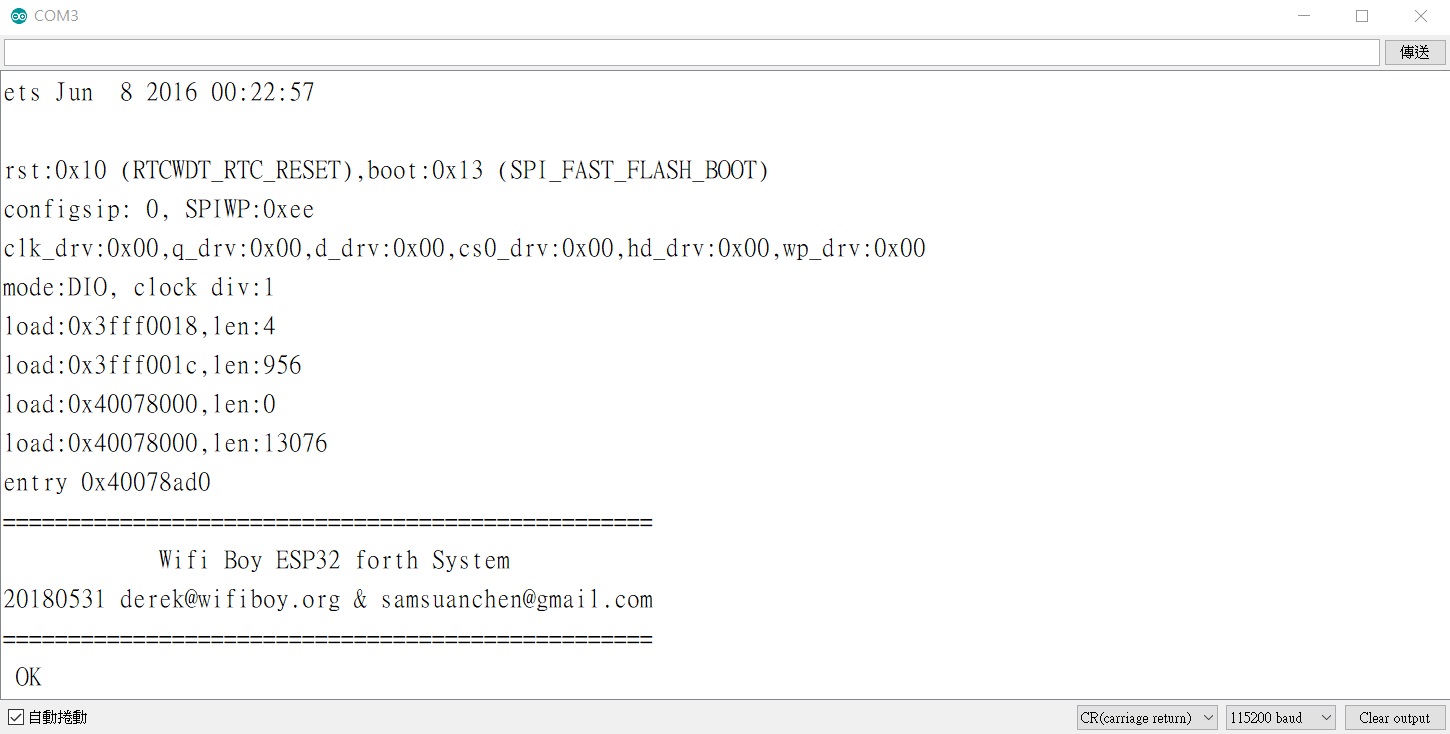 COM3
傳送
ets Jun  8 2016 00:22:57
rst:0x10 (RTCWDT_RTC_RESET),boot:0x13 (SPI_FAST_FLASH_BOOT)
configsip: 0, SPIWP:0xee
clk_drv:0x00,q_drv:0x00,d_drv:0x00,cs0_drv:0x00,hd_drv:0x00,wp_drv:0x00
mode:DIO, clock div:1
load:0x3fff0018,len:4
load:0x3fff001c,len:956
load:0x40078000,len:0
load:0x40078000,len:13076
entry 0x40078ad0
==================================================
Wifi Boy ESP32 forth System
20180531 derek@wifiboy.org & samsuanchen@gmail.com
==================================================
OK
自動捲動 CR(carriage return) 115200 baud Clear output